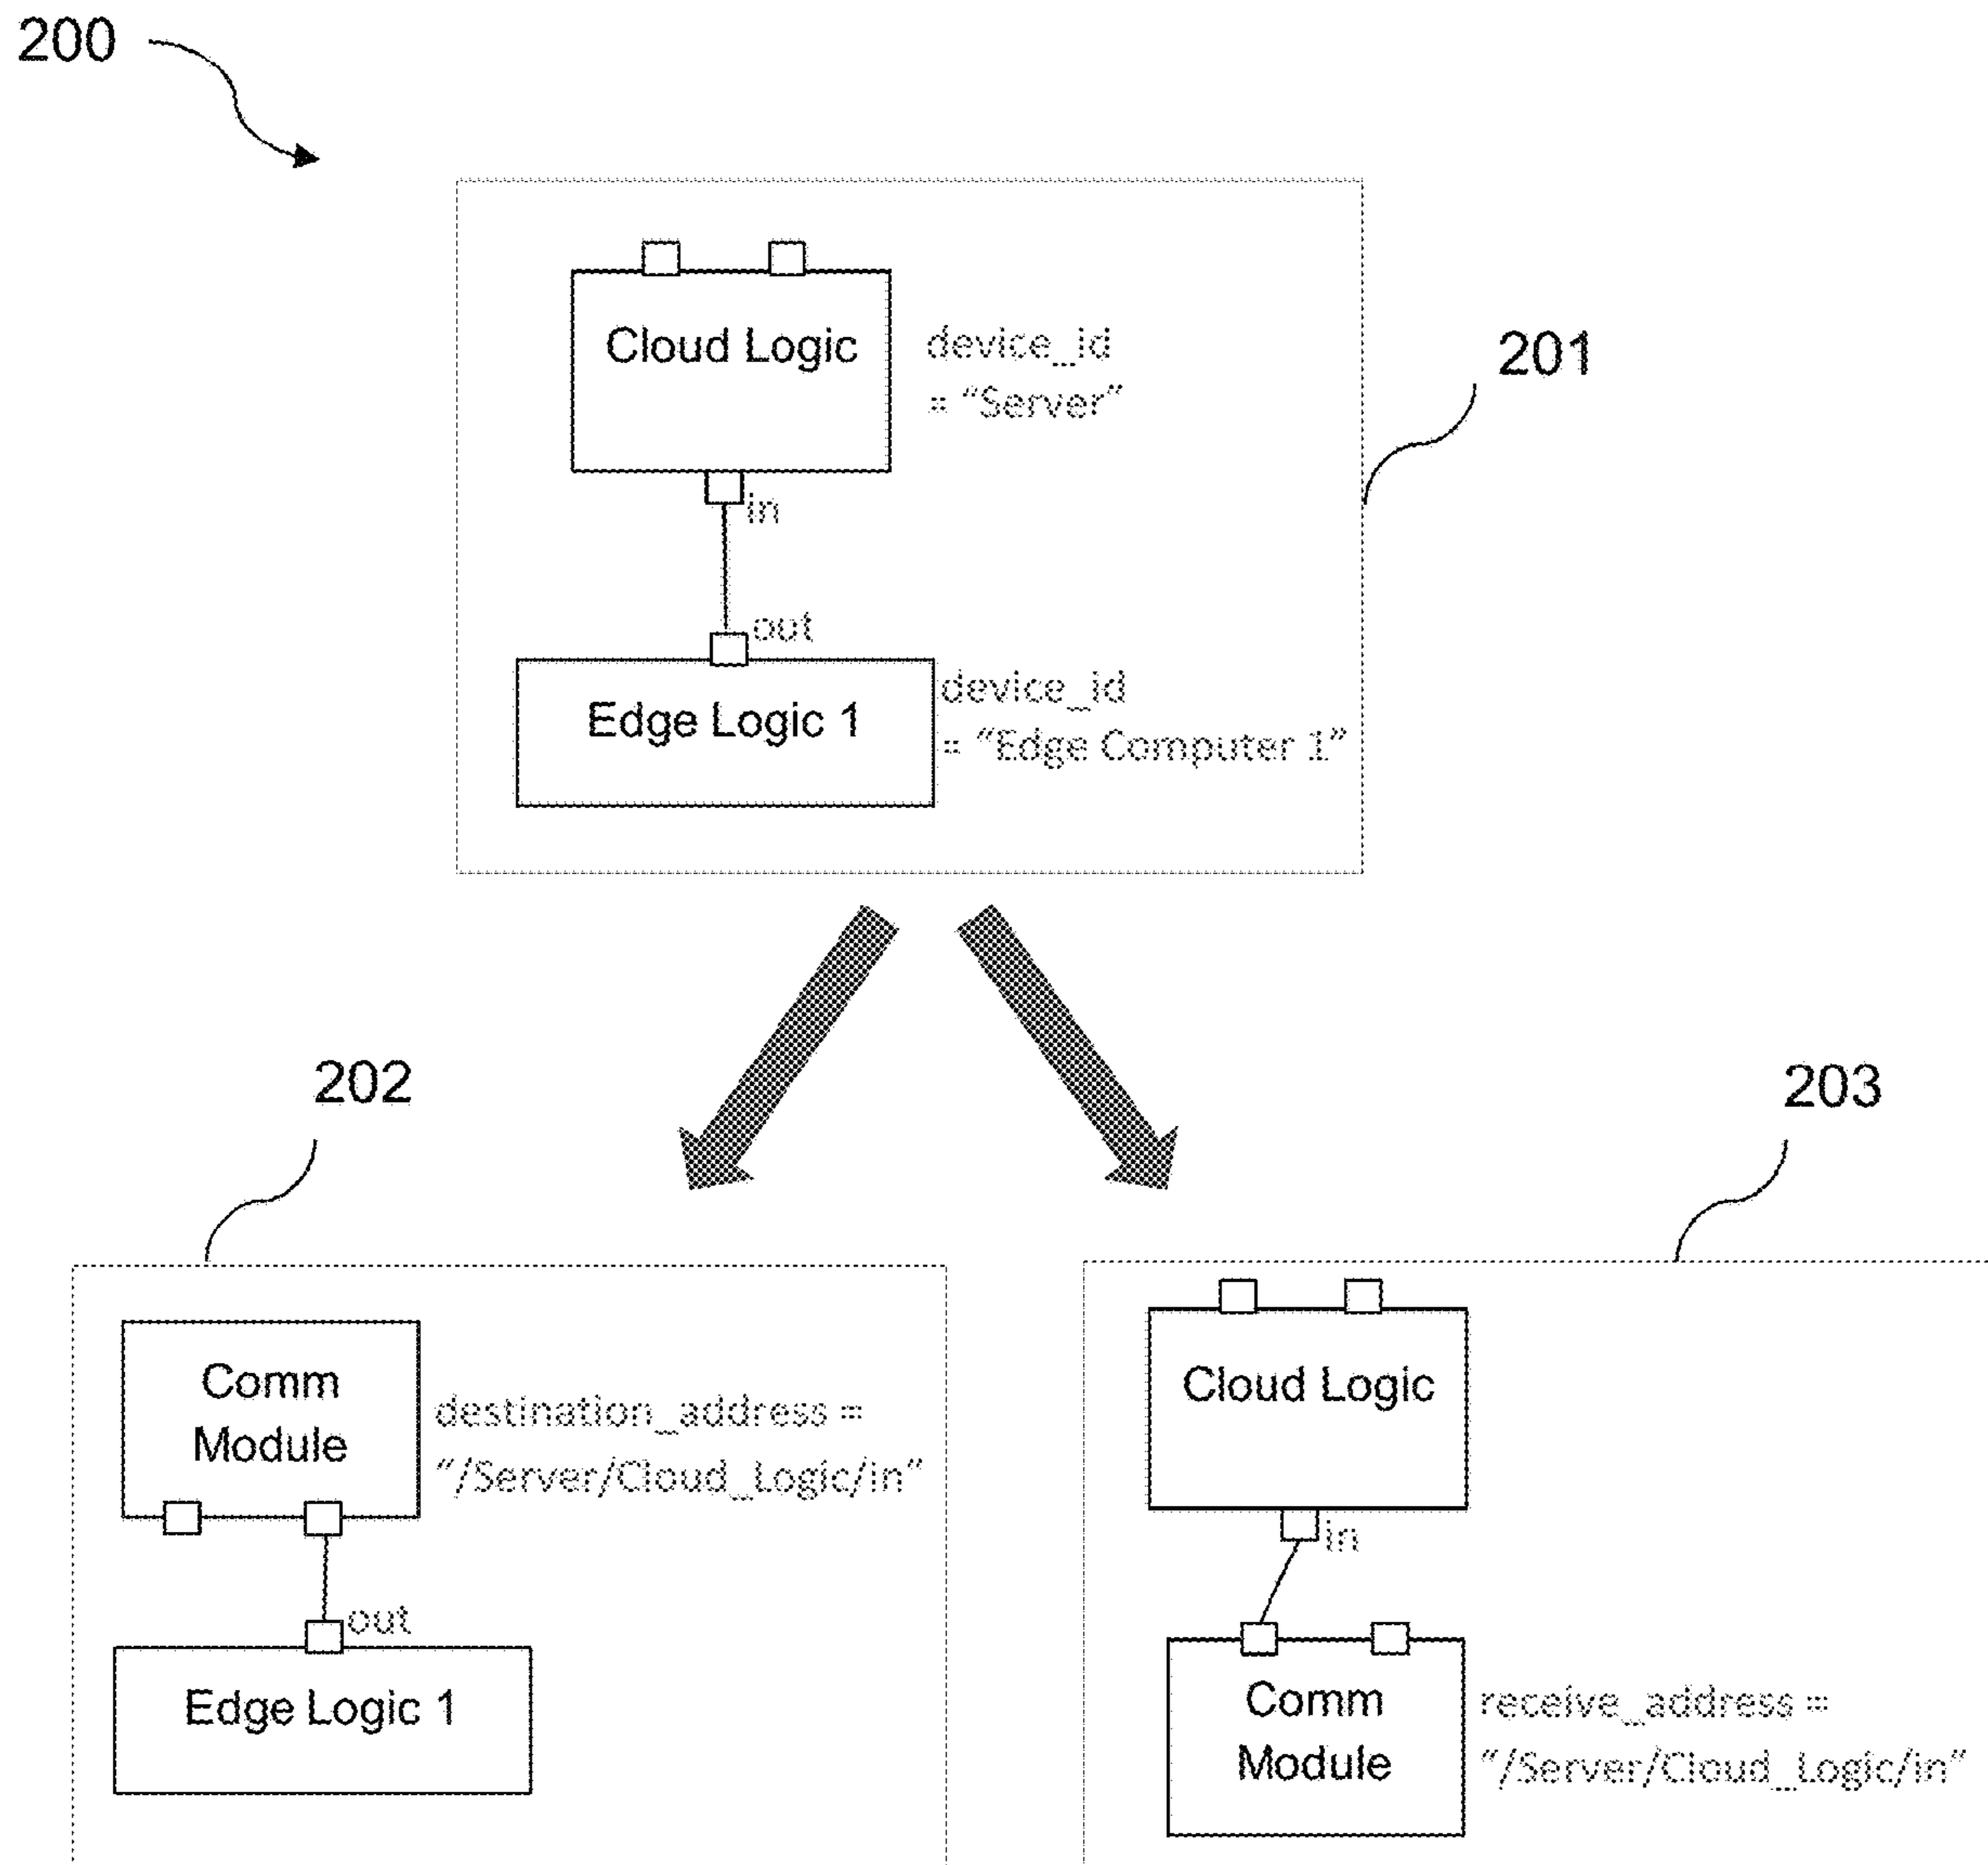 200
201
Cloud Logic
device_id
= “Server”
in
out
Edge Logic 1
device_id
= “Edge Computer 1”
202
203
Comm
Module
destination_address =
“/Server/Cloud_Logic/in”
out
Edge Logic 1
Cloud Logic
in
Comm
Module
receive_address =
“/Server/Cloud_Logic/in”